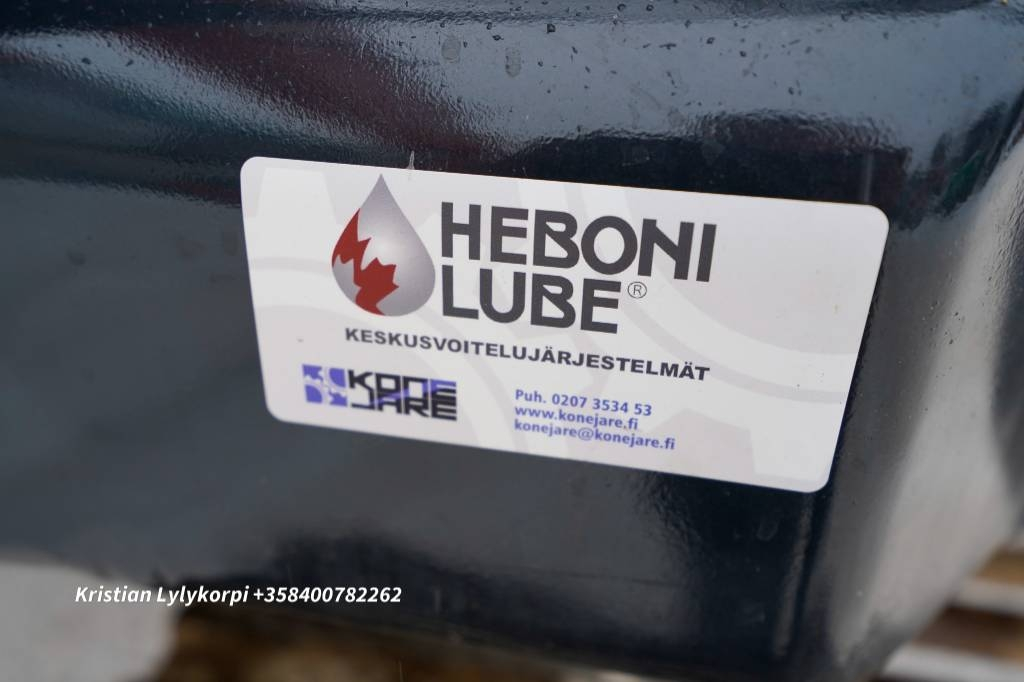 HEBONI
LUBE®
KESKUSVOITELUJÄRJESTELMÄT
KONE
JARE
Puh. 0207 3534 53
www.konejare.fi
konejare@konejare.fi
Kristian Lylykorpi +358400782262